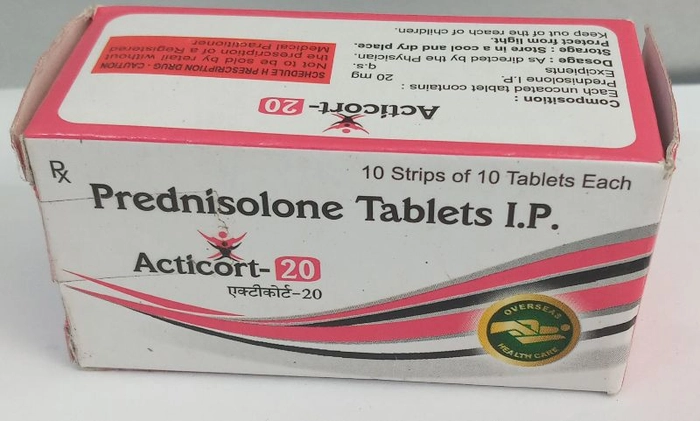 Composition :
Each uncoated tablet contains :
Prednisolone I.P. 20 mg
Excipients q.s.
Dosage : As directed by the Physician.
Storage : Store in a cool and dry place.
Protect from light.
Keep out of the reach of children.
Acticort-20
SCHEDULE H PRESCRIPTION DRUG - CAUTION
Not to be sold by retail without
the prescription of a Registered
Medical Practitioner
Rx
10 Strips of 10 Tablets Each
Prednisolone Tablets I.P.
Acticort-20
एक्टीकोर्ट-20
OVERSEAS
HEALTH CARE